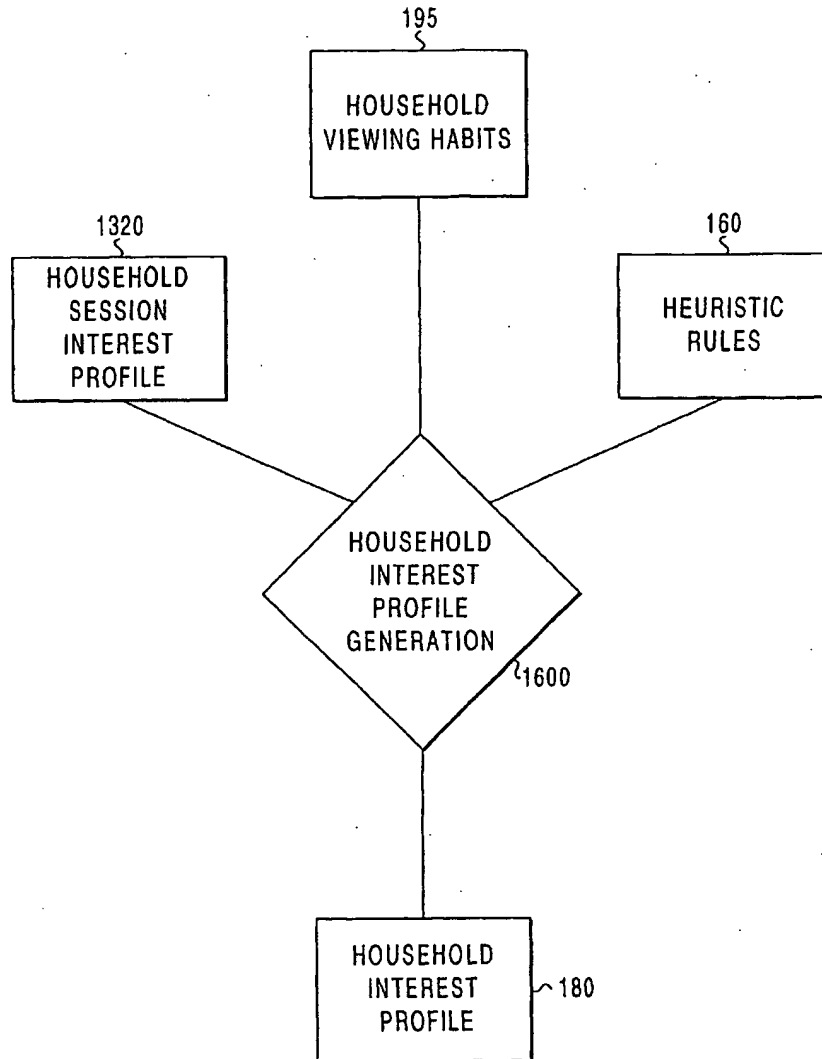 195
HOUSEHOLD
VIEWING HABITS
1320
HOUSEHOLD
SESSION
INTEREST
PROFILE
160
HEURISTIC
RULES
HOUSEHOLD
INTEREST
PROFILE
GENERATION
1600
HOUSEHOLD
INTEREST
PROFILE
180